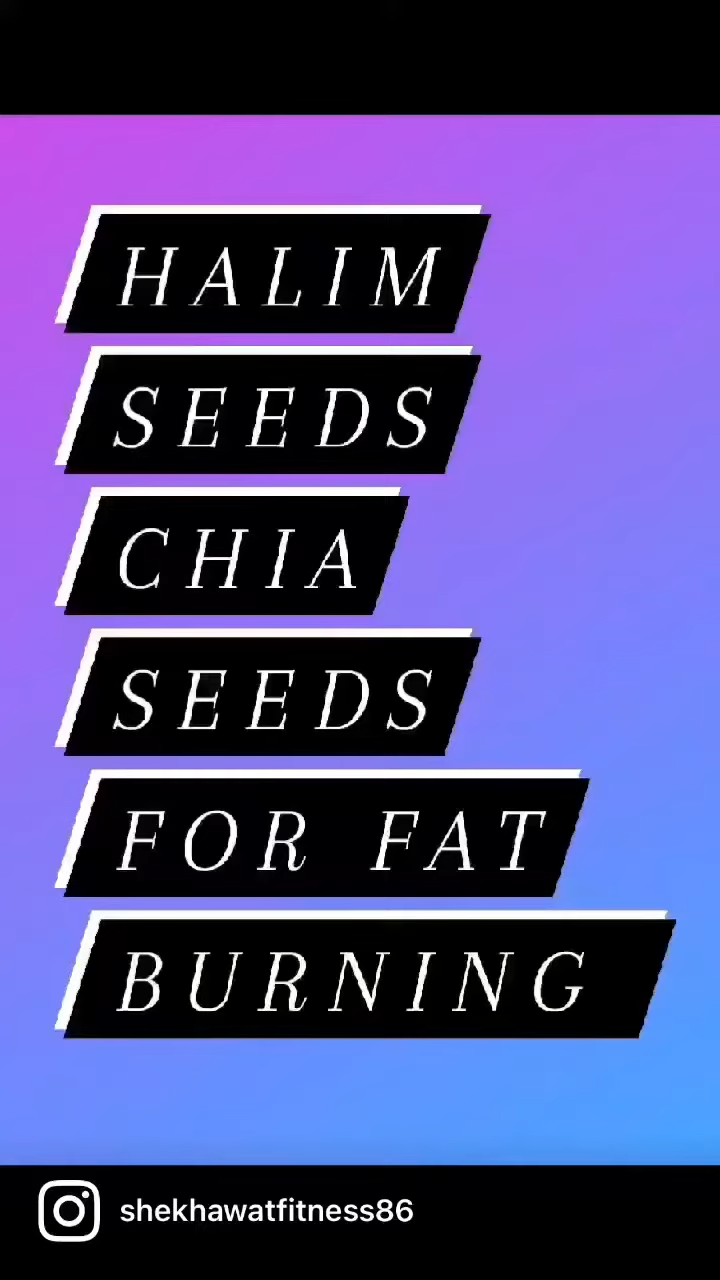 HALIM
SEEDS
CHIA
SEEDS
FOR FAT
BURNING
shekhawatfitness86